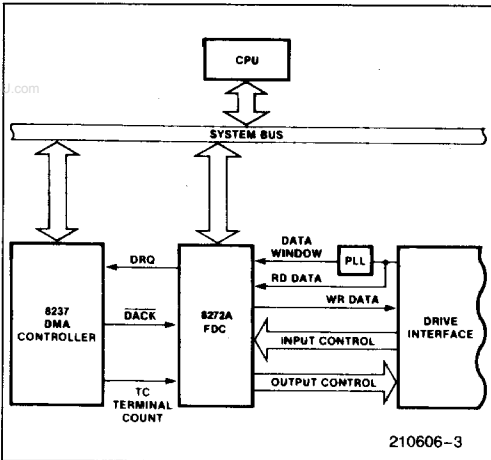 CPU
J.com
SYSTEM BUS
8237
DMA
CONTROLLER
DRQ
DACK
TC
TERMINAL
COUNT
8272A
FDC
DATA
WINDOW
PLL
RD DATA
WR DATA
INPUT CONTROL
OUTPUT CONTROL
DRIVE
INTERFACE
210606-3